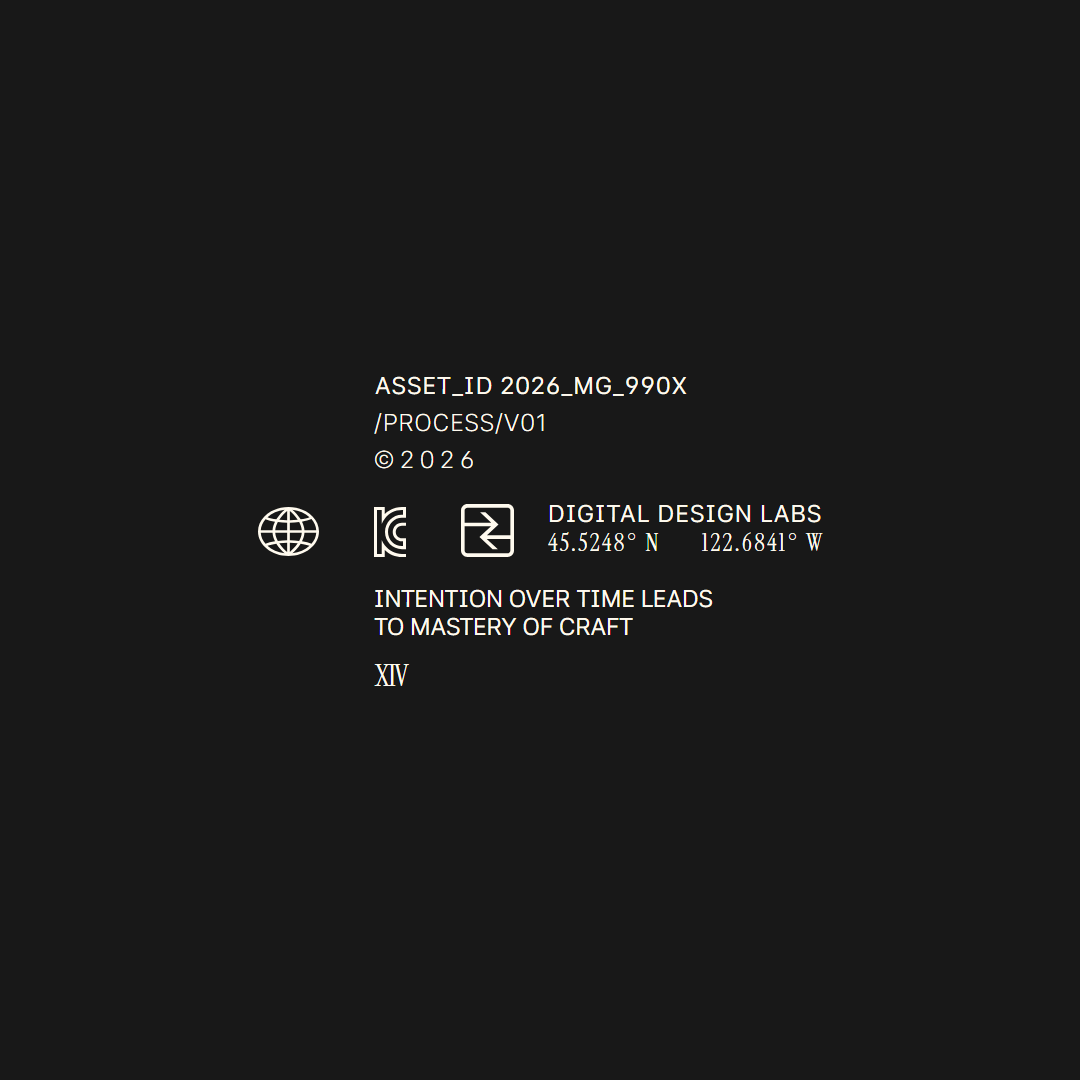 ASSET_ID 2026_MG_990X
/PROCESS/V01
© 2026
DIGITAL DESIGN LABS
45.5248° N 122.6841° W
INTENTION OVER TIME LEADS
TO MASTERY OF CRAFT
XIV